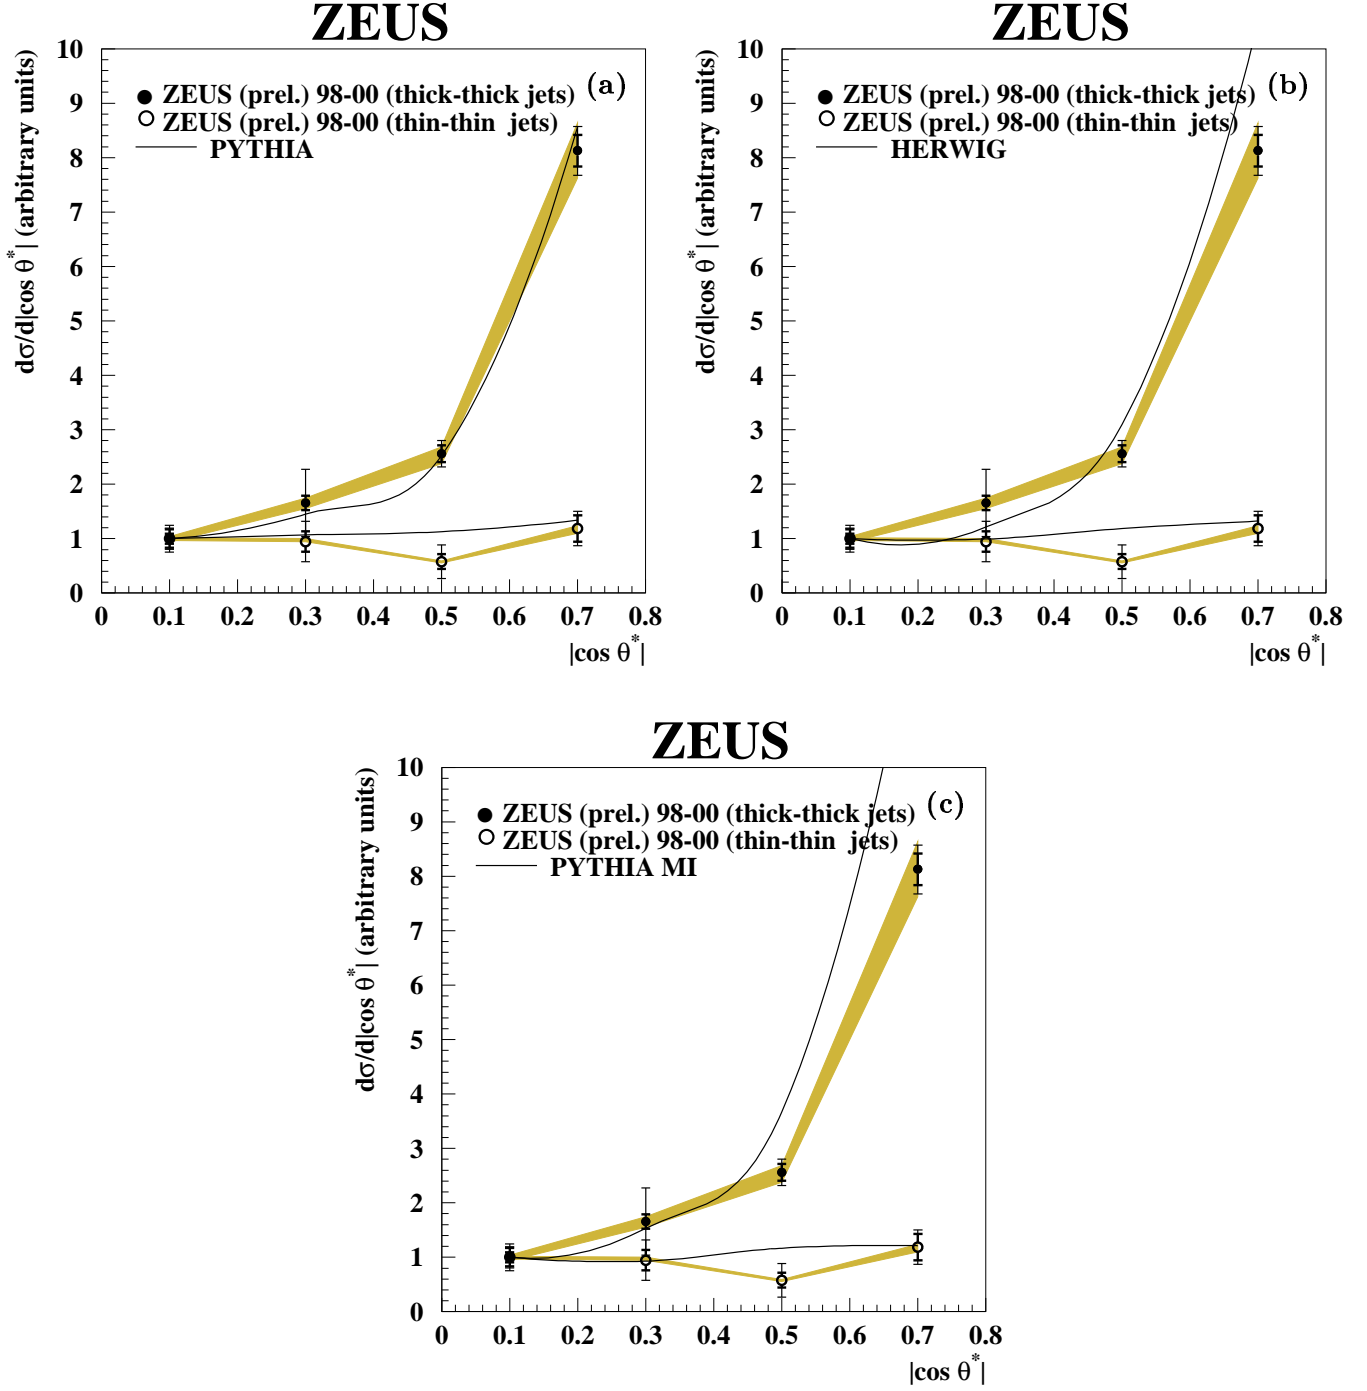 ZEUS
dσ/d|cos θ*| (arbitrary units)
10
9
8
7
6
5
4
3
2
1
0
ZEUS (prel.) 98-00 (thick-thick jets)
(a)
ZEUS (prel.) 98-00 (thin-thin jets)
PYTHIA
0 0.1 0.2 0.3 0.4 0.5 0.6 0.7 0.8
|cos θ*|
ZEUS
dσ/d|cos θ*| (arbitrary units)
10
9
8
7
6
5
4
3
2
1
0
ZEUS (prel.) 98-00 (thick-thick jets)
(b)
ZEUS (prel.) 98-00 (thin-thin jets)
HERWIG
0 0.1 0.2 0.3 0.4 0.5 0.6 0.7 0.8
|cos θ*|
ZEUS
dσ/d|cos θ*| (arbitrary units)
10
9
8
7
6
5
4
3
2
1
0
ZEUS (prel.) 98-00 (thick-thick jets)
(c)
ZEUS (prel.) 98-00 (thin-thin jets)
PYTHIA MI
0 0.1 0.2 0.3 0.4 0.5 0.6 0.7 0.8
|cos θ*|